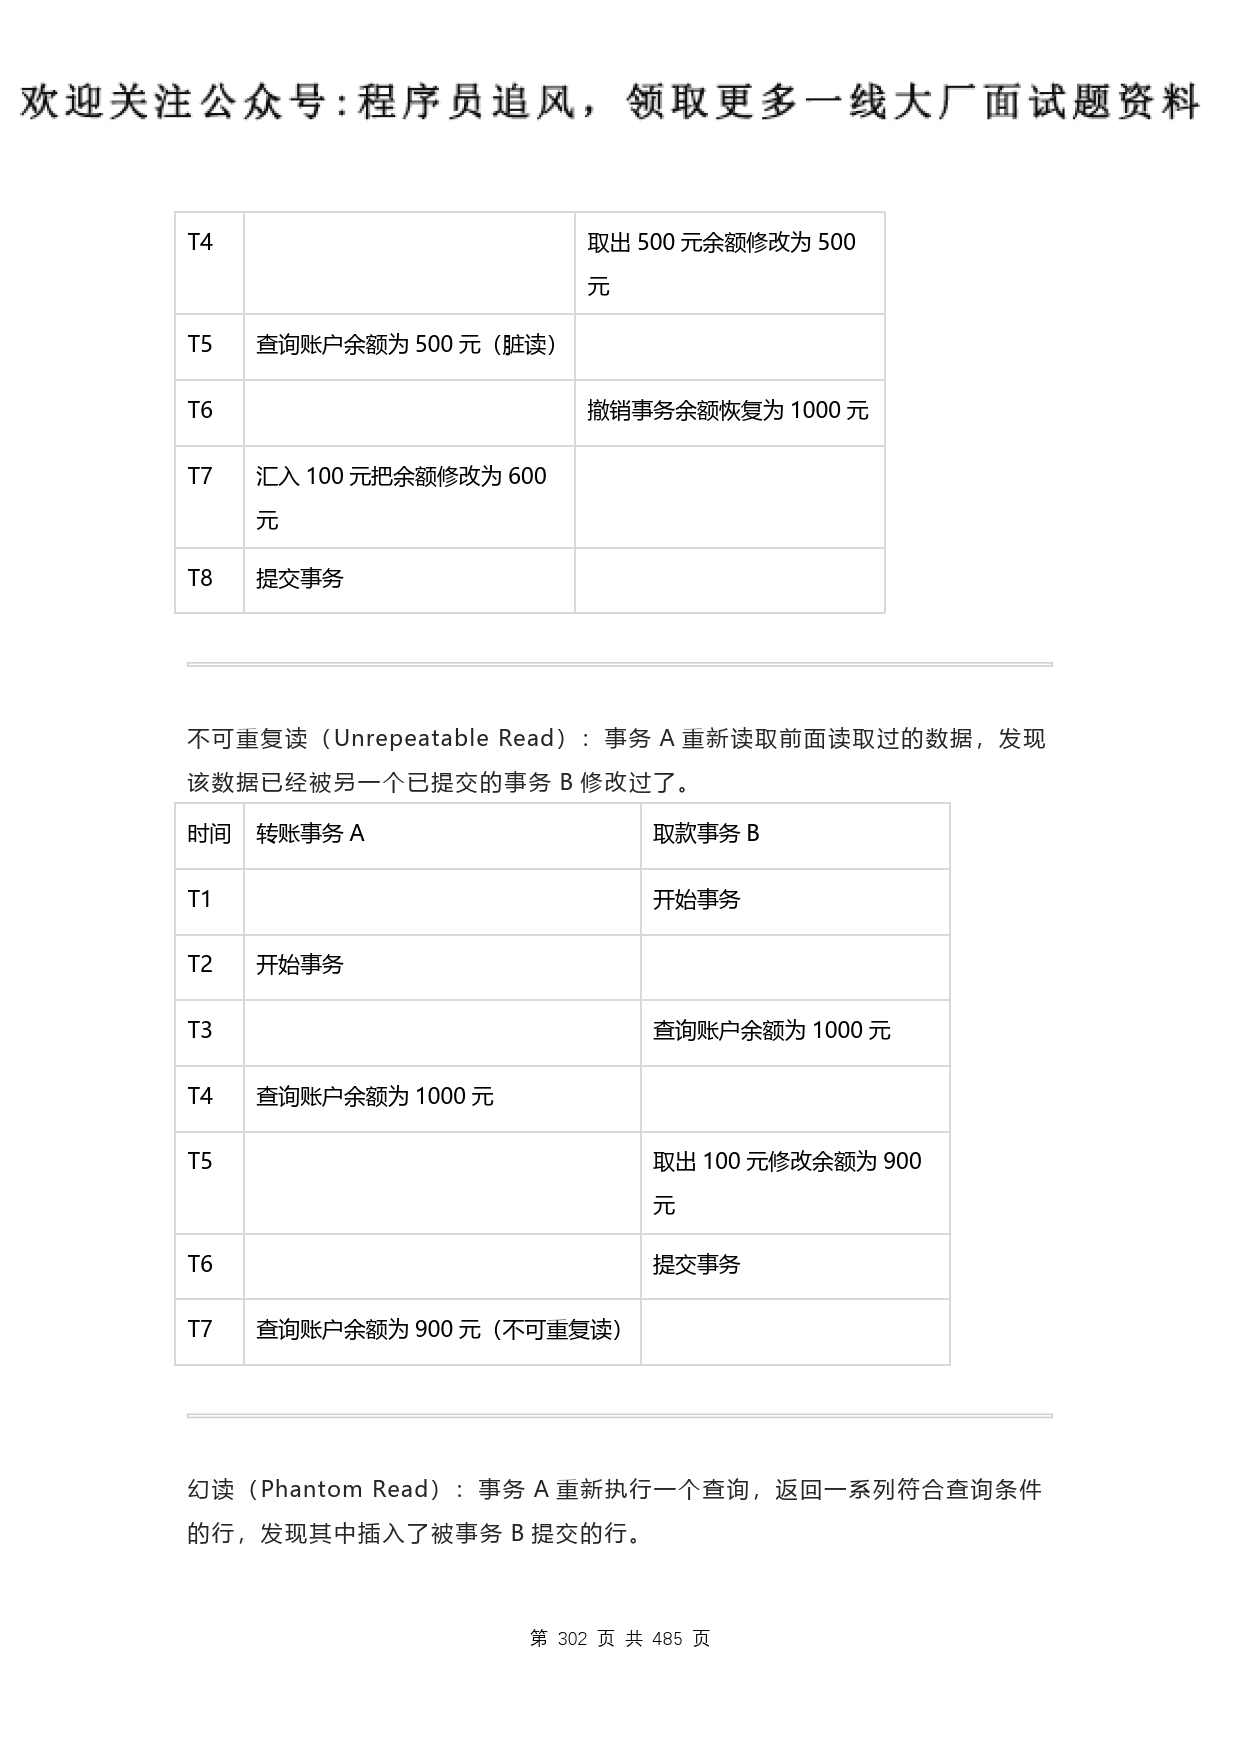 欢迎关注公众号:程序员追风，领取更多一线大厂面试题资料
T4 取出 500 元余额修改为 500
元
T5 查询账户余额为 500 元（脏读）
T6 撤销事务余额恢复为 1000 元
T7 汇入 100 元把余额修改为 600
元
T8 提交事务
不可重复读（Unrepeatable Read）：事务 A 重新读取前面读取过的数据，发现
该数据已经被另一个已提交的事务 B 修改过了。
时间 转账事务 A 取款事务 B
T1 开始事务
T2 开始事务
T3 查询账户余额为 1000 元
T4 查询账户余额为 1000 元
T5 取出 100 元修改余额为 900
元
T6 提交事务
T7 查询账户余额为 900 元（不可重复读）
幻读（Phantom Read）：事务 A 重新执行一个查询，返回一系列符合查询条件
的行，发现其中插入了被事务 B 提交的行。
第 302 页 共 485 页